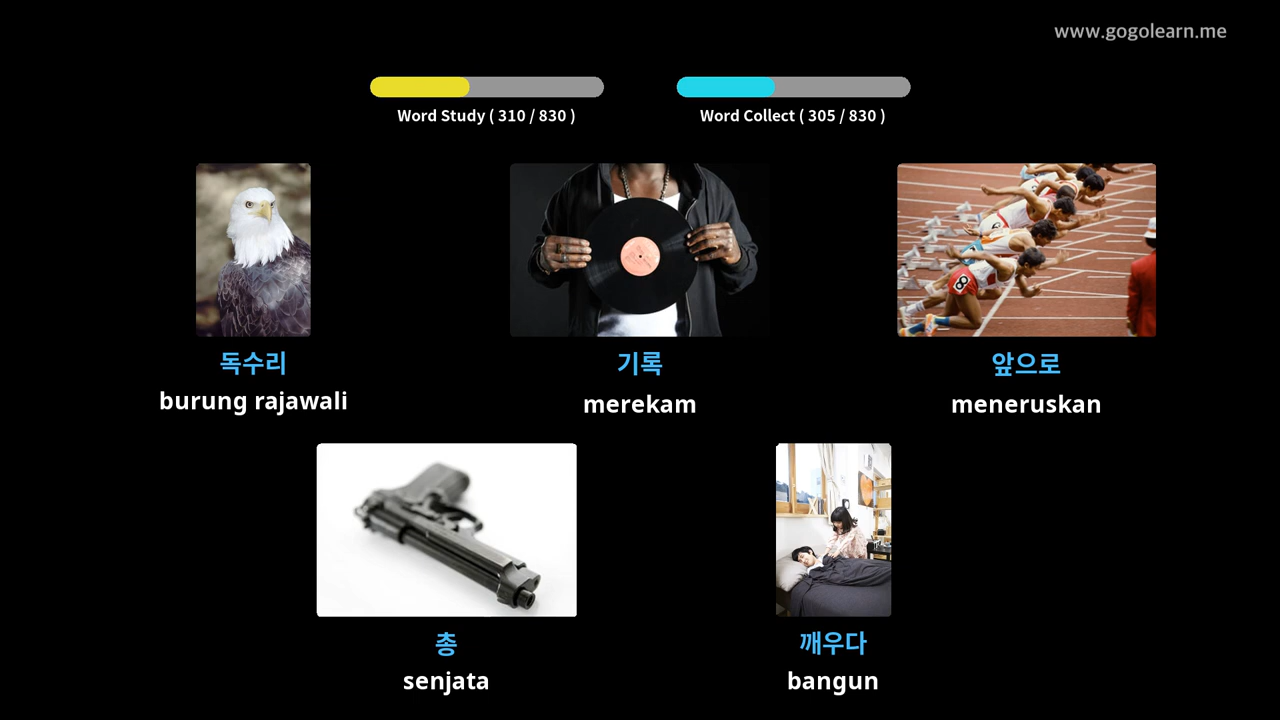 www.gogolearn.me
Word Study ( 310 / 830 )
Word Collect ( 305 / 830 )
독수리
burung rajawali
기록
merekam
앞으로
meneruskan
총
senjata
깨우다
bangun